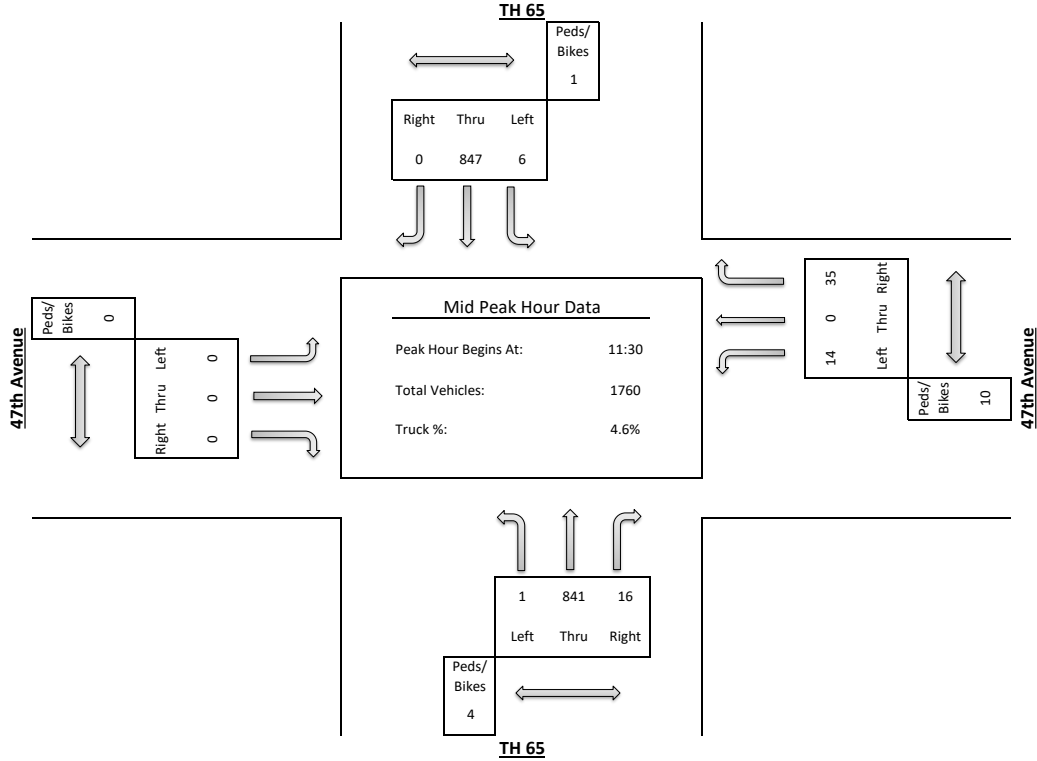 TH 65
Peds/
Bikes
1
Right Thru Left
0 847 6
47th Avenue
Peds/
Bikes
0
Left
0
Thru
0
Right
0
Mid Peak Hour Data
Peak Hour Begins At: 11:30
Total Vehicles: 1760
Truck %: 4.6%
35
Right
0
Thru
14
Left
Peds/
Bikes
10
47th Avenue
1 841 16
Left Thru Right
Peds/
Bikes
4
TH 65